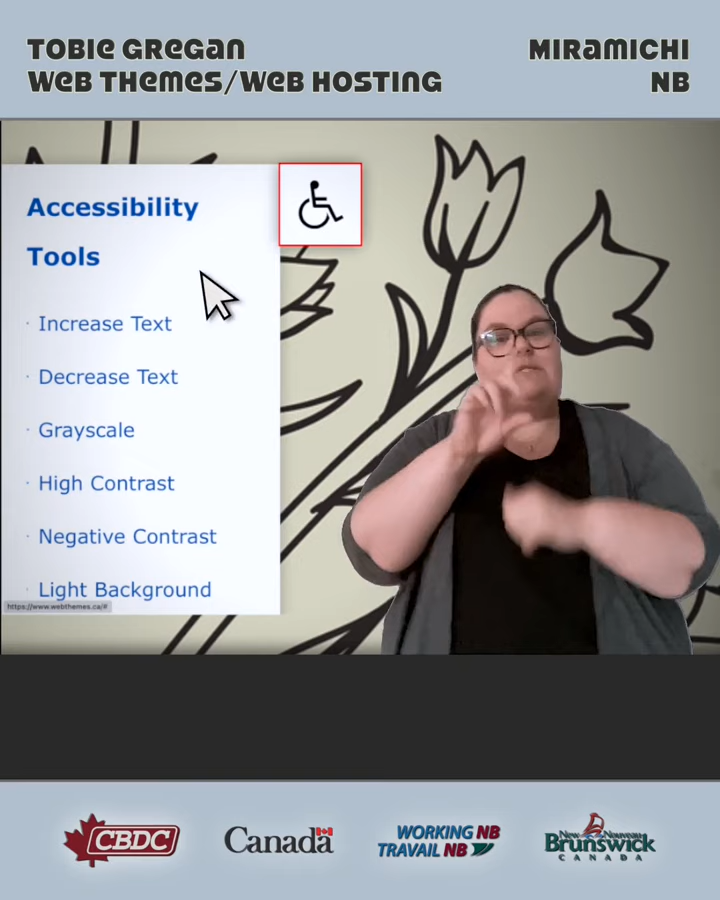 TOBIE GREGAN
WEB THEMES/WEB HOSTING
MIRAMICHI
NB
Accessibility
Tools
· Increase Text
· Decrease Text
· Grayscale
· High Contrast
· Negative Contrast
· Light Background
https://www.webthemes.ca/#
CBDC
Canada
WORKING NB
TRAVAIL NB
New Nouveau
Brunswick
CANADA